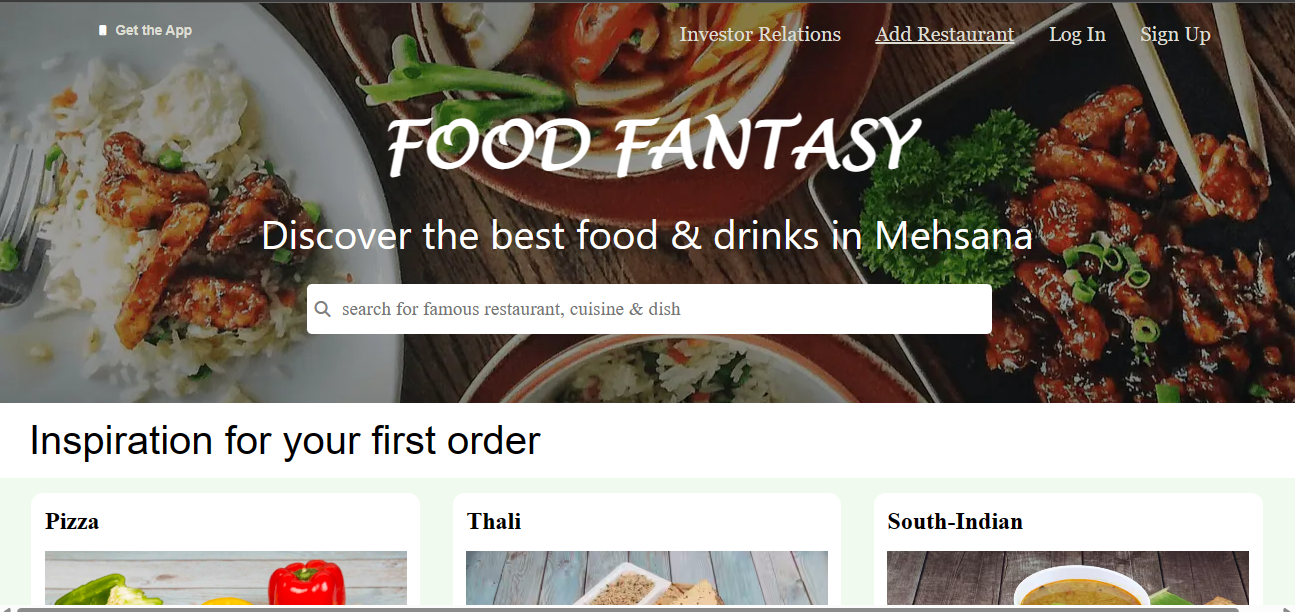 Get the App
Investor Relations Add Restaurant Log In Sign Up
FOOD FANTASY
Discover the best food & drinks in Mehsana
search for famous restaurant, cuisine & dish
Inspiration for your first order
Pizza Thali South-Indian